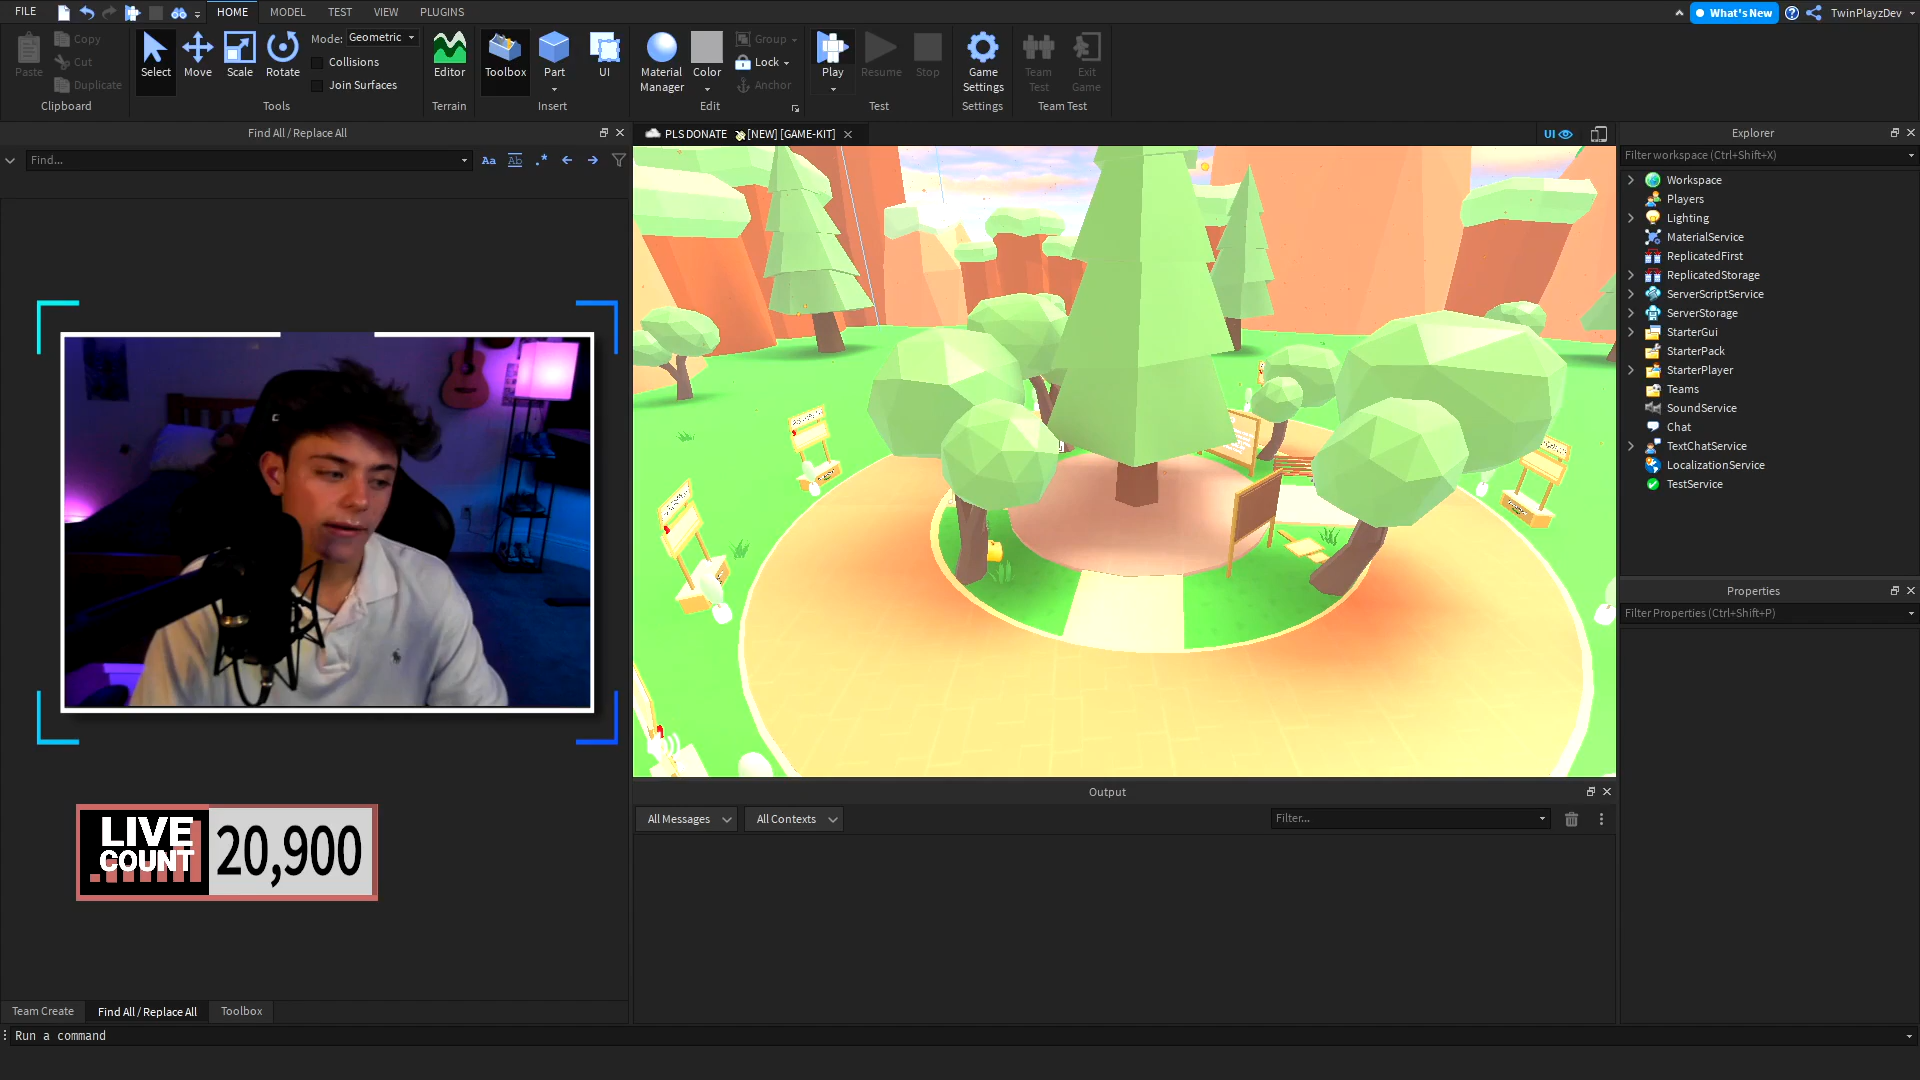 FILE HOME MODEL TEST VIEW PLUGINS What's New TwinPlayzDev
Paste
Copy
Cut
Duplicate
Clipboard
Select Move Scale Rotate
Mode: Geometric
Collisions
Join Surfaces
Tools
Editor
Terrain
Toolbox Part UI
Insert
Material
Manager
Color
Group
Lock
Anchor
Edit
Play Resume Stop
Test
Game
Settings
Settings
Team
Test
Exit
Game
Team Test
Find All / Replace All
Find...
Aa Ab .*
LIVE
COUNT
20,900
Team Create Find All / Replace All Toolbox
Run a command
PLS DONATE [NEW] [GAME-KIT]
UI
Output
All Messages All Contexts Filter...
Explorer
Filter workspace (Ctrl+Shift+X)
Workspace
Players
Lighting
MaterialService
ReplicatedFirst
ReplicatedStorage
ServerScriptService
ServerStorage
StarterGui
StarterPack
StarterPlayer
Teams
SoundService
Chat
TextChatService
LocalizationService
TestService
Properties
Filter Properties (Ctrl+Shift+P)